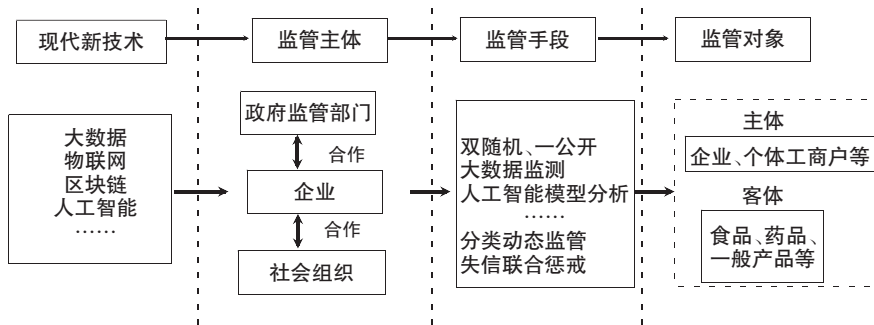 现代新技术
监管主体
监管手段
监管对象
大数据
物联网
区块链
人工智能
……
政府监管部门
合作
企业
合作
社会组织
双随机、一公开
大数据监测
人工智能模型分析
……
分类动态监管
失信联合惩戒
主体
企业、个体工商户等
客体
食品、药品、
一般产品等